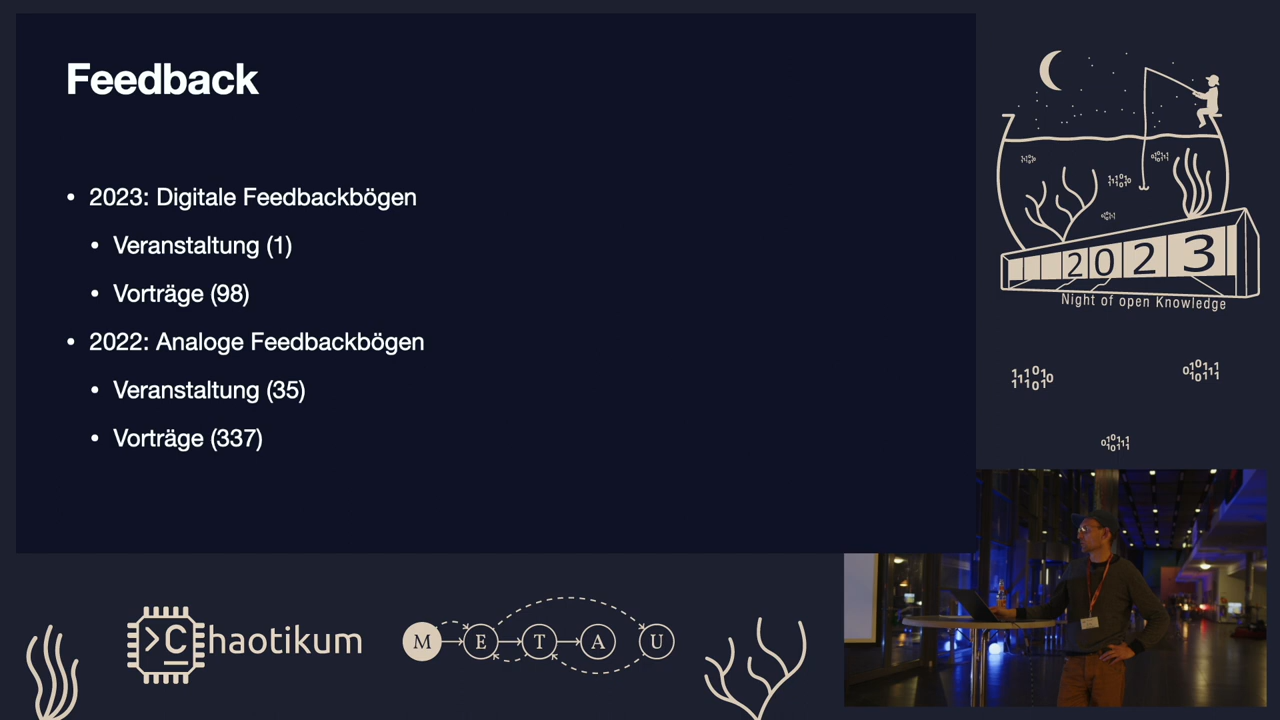 Feedback
2023: Digitale Feedbackbögen
Veranstaltung (1)
Vorträge (98)
2022: Analoge Feedbackbögen
Veranstaltung (35)
Vorträge (337)
2023
Night of open Knowledge
>Chaotikum
METAU